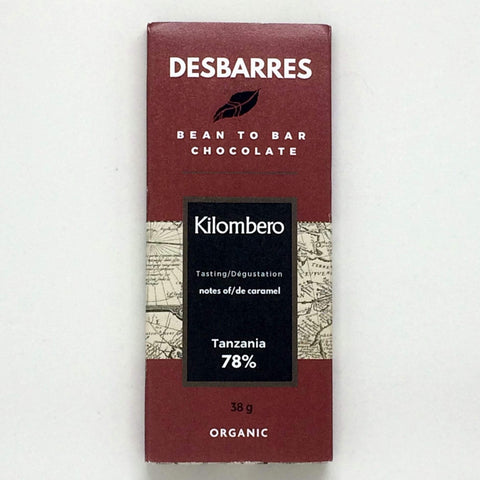 DESBARRES
BEAN TO BAR
CHOCOLATE
Kilombero
Tasting/Dégustation
notes of/de caramel
Tanzania
78%
38 g
ORGANIC